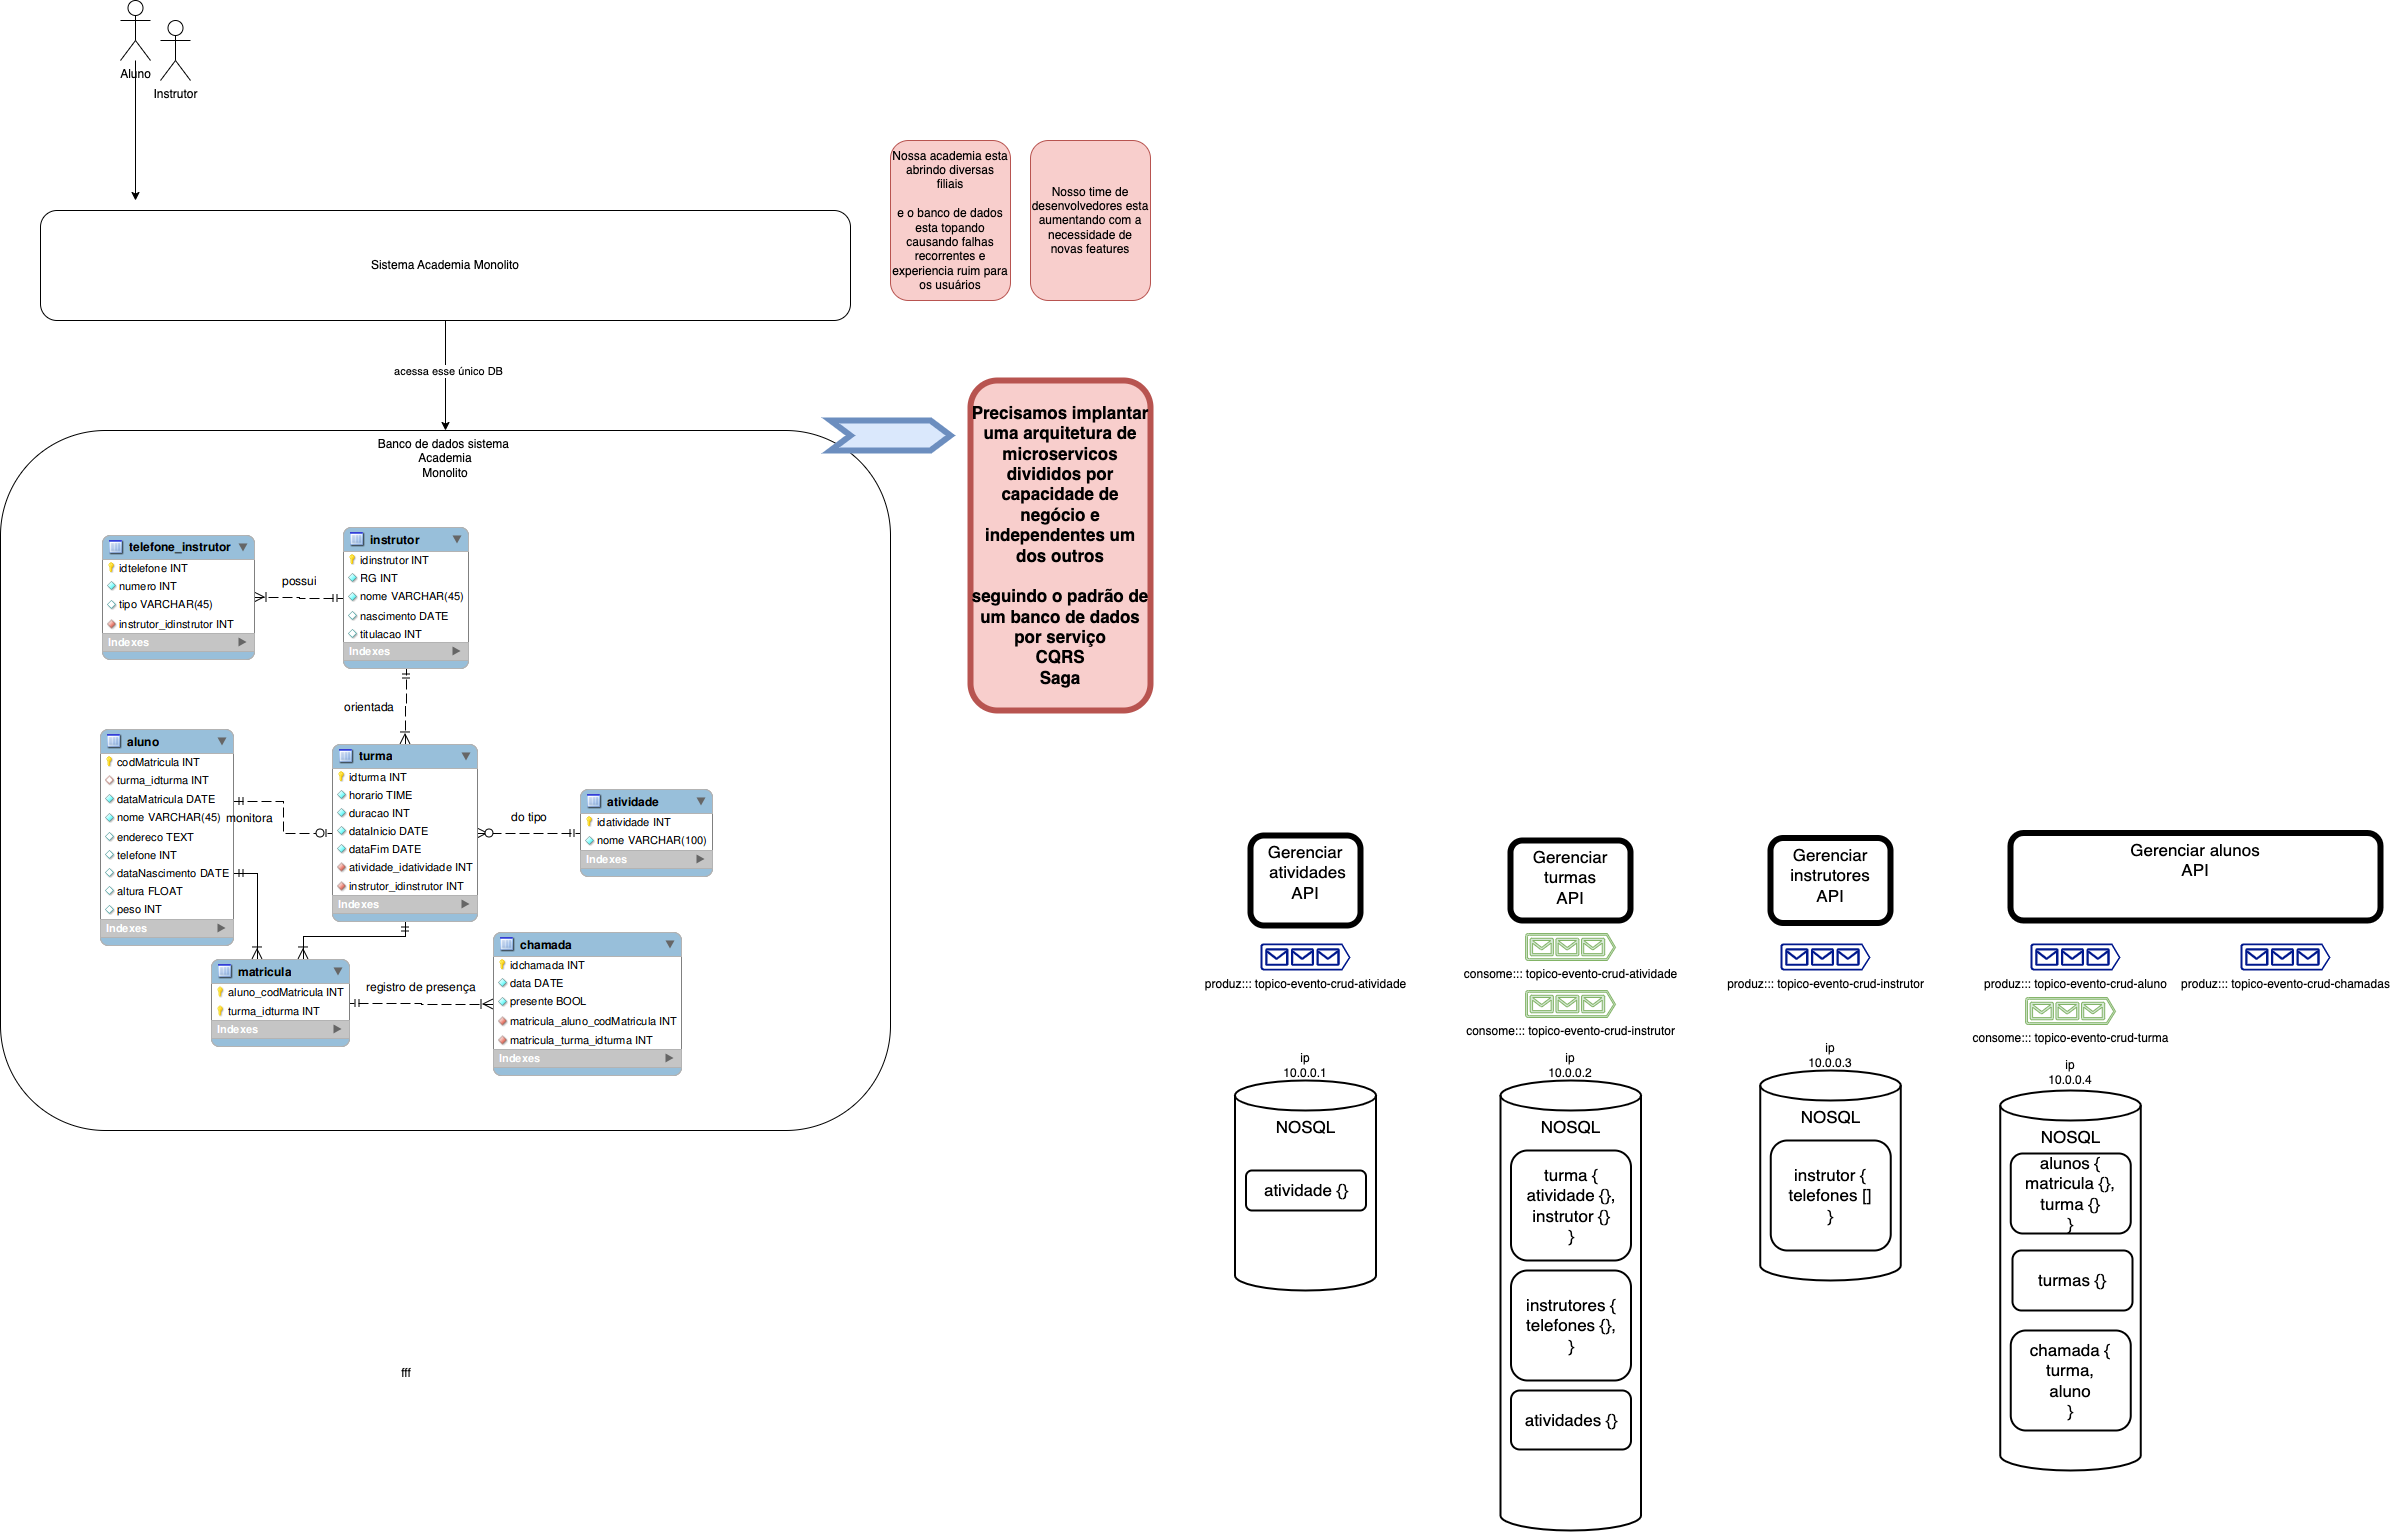 Aluno
Instrutor
Nossa academia esta
abrindo diversas
filiais
e o banco de dados
esta topando
causando falhas
recorrentes e
experiencia ruim para
os usuários
Nosso time de
desenvolvedores esta
aumentando com a
necessidade de
novas features
Sistema Academia Monolito
acessa esse único DB
Precisamos implantar
uma arquitetura de
microservicos
divididos por
capacidade de
negócio e
independentes um
dos outros
seguindo o padrão de
um banco de dados
por serviço
CQRS
Saga
Banco de dados sistema
Academia
Monolito
telefone_instrutor
idtelefone INT
numero INT
tipo VARCHAR(45)
instrutor_idinstrutor INT
Indexes
possui
instrutor
idinstrutor INT
RG INT
nome VARCHAR(45)
nascimento DATE
titulacao INT
Indexes
orientada
aluno
codMatricula INT
turma_idturma INT
dataMatricula DATE
nome VARCHAR(45)
endereco TEXT
telefone INT
dataNascimento DATE
altura FLOAT
peso INT
Indexes
monitora
turma
idturma INT
horario TIME
duracao INT
dataInicio DATE
dataFim DATE
atividade_idatividade INT
instrutor_idinstrutor INT
Indexes
do tipo
atividade
idatividade INT
nome VARCHAR(100)
Indexes
matricula
aluno_codMatricula INT
turma_idturma INT
Indexes
registro de presença
chamada
idchamada INT
data DATE
presente BOOL
matricula_aluno_codMatricula INT
matricula_turma_idturma INT
Indexes
fff
Gerenciar
atividades
API
produz::: topico-evento-crud-atividade
ip
10.0.0.1
NOSQL
atividade {}
Gerenciar
turmas
API
consome::: topico-evento-crud-atividade
consome::: topico-evento-crud-instrutor
ip
10.0.0.2
NOSQL
turma {
atividade {},
instrutor {}
}
instrutores {
telefones {},
}
atividades {}
Gerenciar
instrutores
API
produz::: topico-evento-crud-instrutor
ip
10.0.0.3
NOSQL
instrutor {
telefones []
}
Gerenciar alunos
API
produz::: topico-evento-crud-aluno
produz::: topico-evento-crud-chamadas
consome::: topico-evento-crud-turma
ip
10.0.0.4
NOSQL
alunos {
matricula {},
turma {}
}
turmas {}
chamada {
turma,
aluno
}